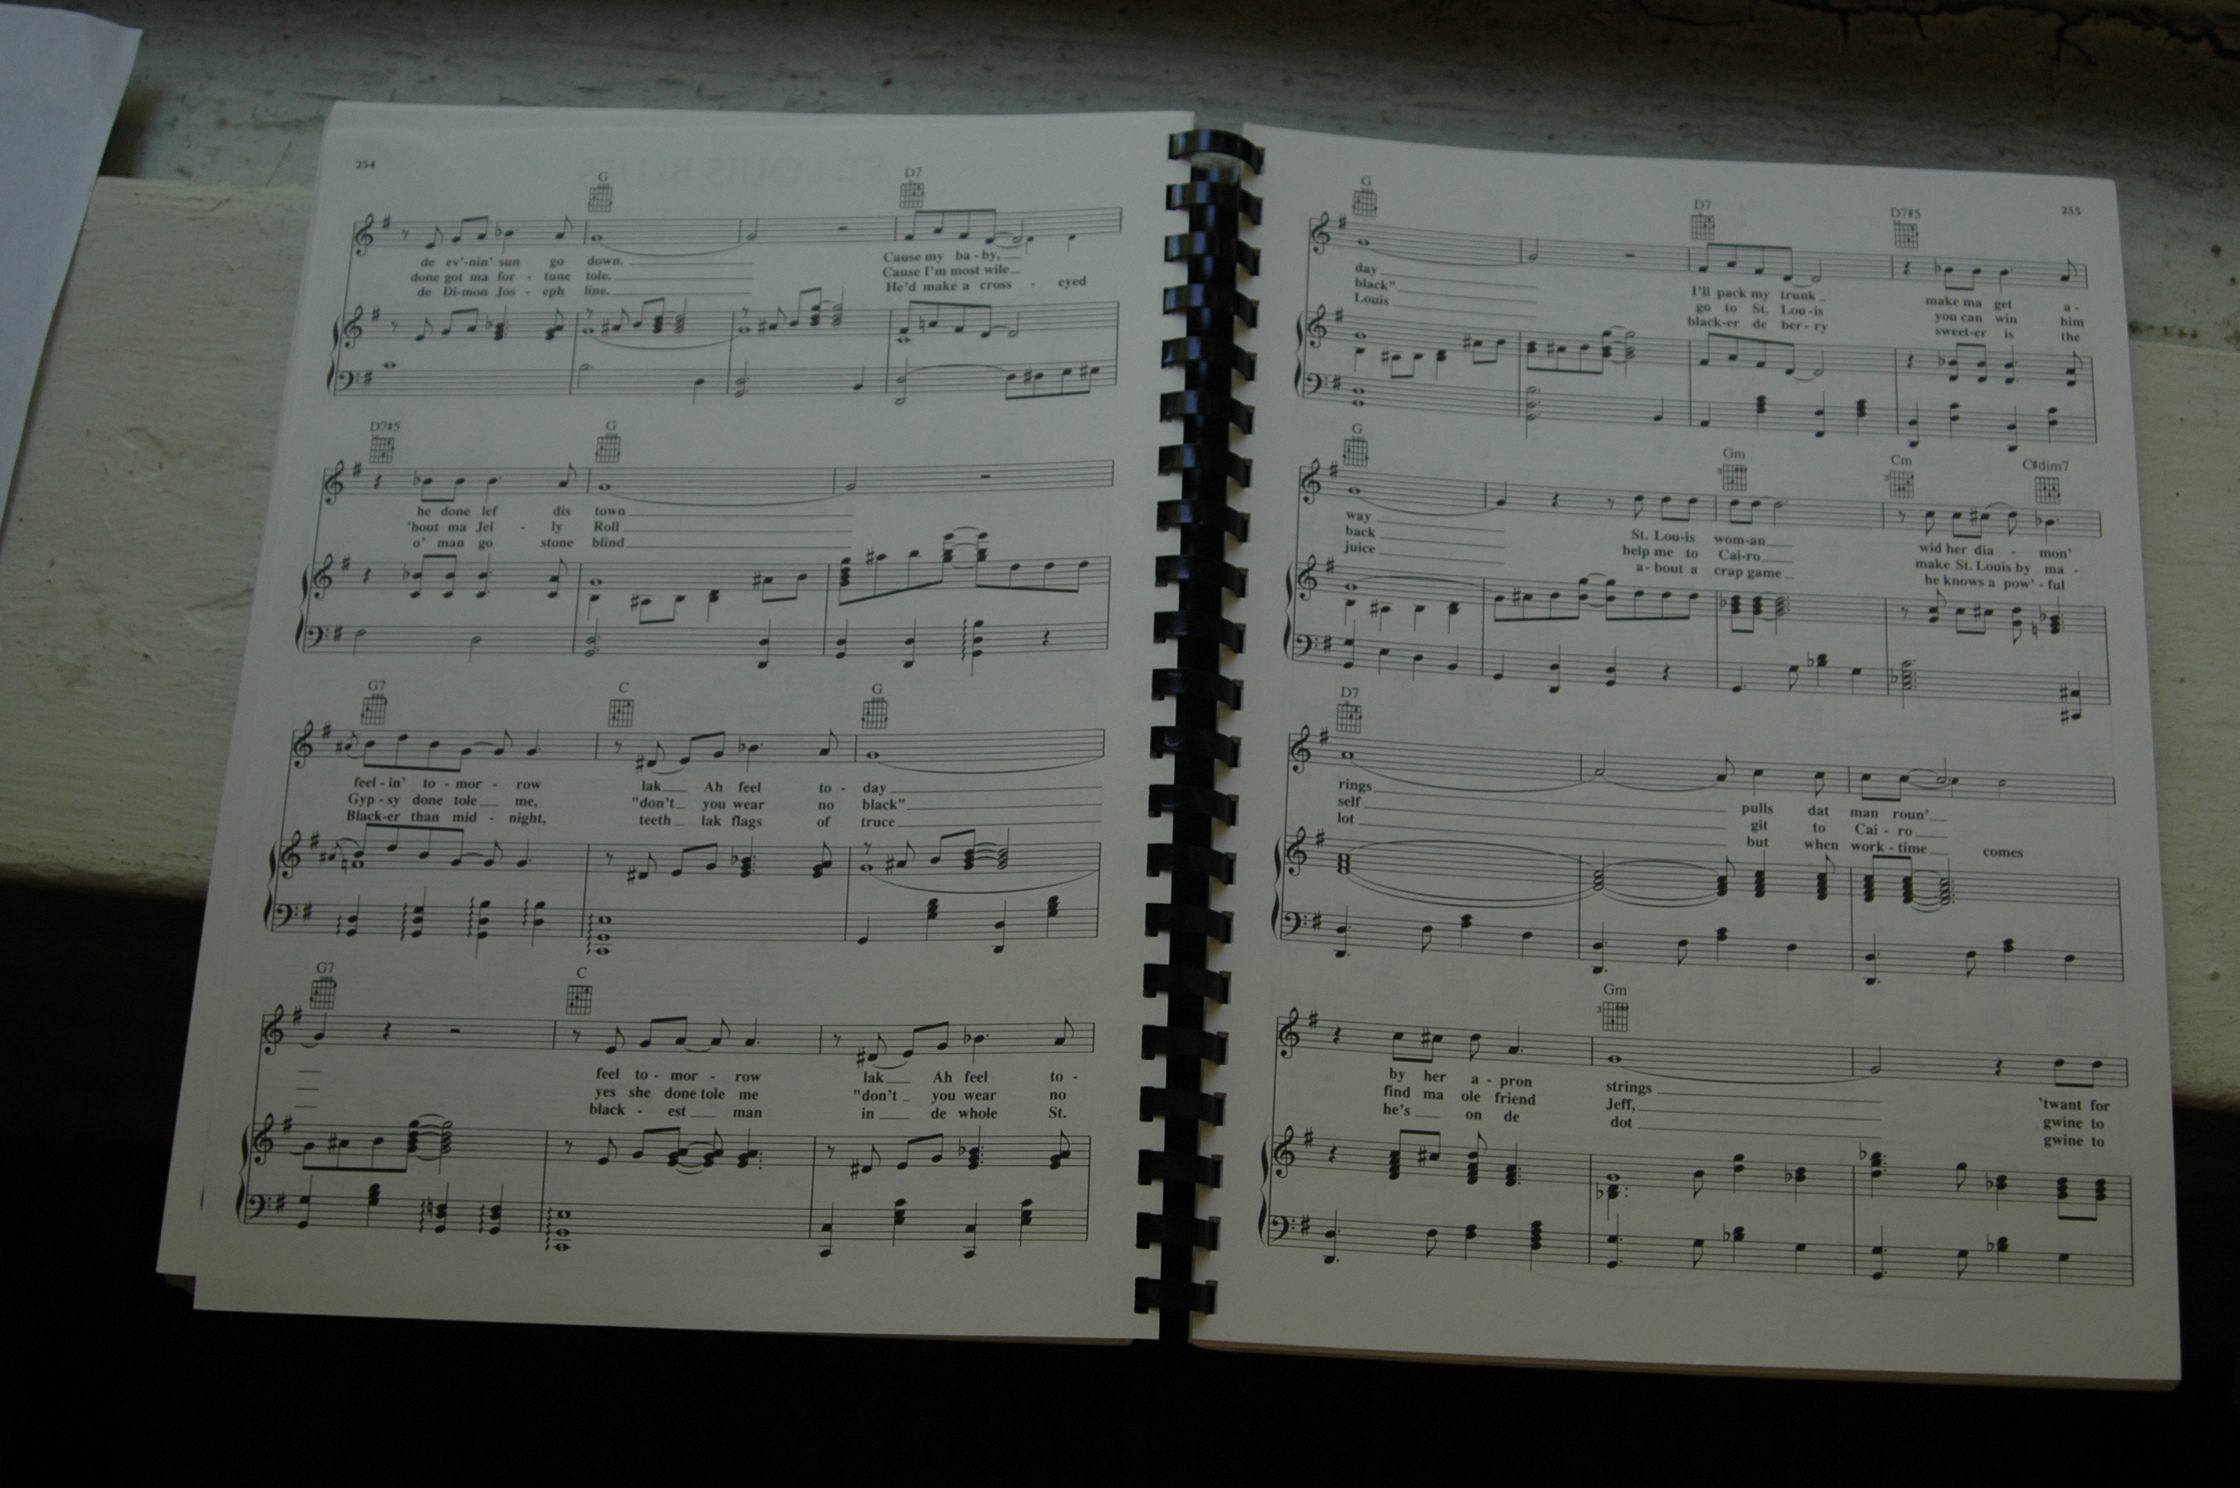 254
G D7
de ev'-nin' sun go down. Cause my ba-by,
done got ma for - tune tole. Cause I'm most wile
de Di-mon Jos - eph line. He'd make a cross - eyed
D7#5 G
he done lef dis town
'bout ma Jel - ly Roll
o' man go stone blind
G7 C G
feel-in' to-mor-row lak Ah feel to-day
Gyp-sy done tole me, "don't you wear no black"
Black-er than mid-night, teeth lak flags of truce
G7 C
feel to-mor-row lak Ah feel to-
yes she done tole me "don't you wear no
black-est man in de whole St.
255
G D7 D7#5
day I'll pack my trunk make ma get a-
black" go to St. Lou-is you can win him
Louis black-er de ber-ry sweet-er is the
G Gm Cm C#dim7
3 3
way St. Lou-is wom-an wid her dia - mon'
back help me to Cai-ro make St. Louis by ma-
juice a-bout a crap game he knows a pow'-ful
D7
rings pulls dat man roun'
self git to Cai-ro
lot but when work-time comes
Gm
3
by her a-pron strings 'twant for
find ma ole friend Jeff, gwine to
he's on de dot gwine to